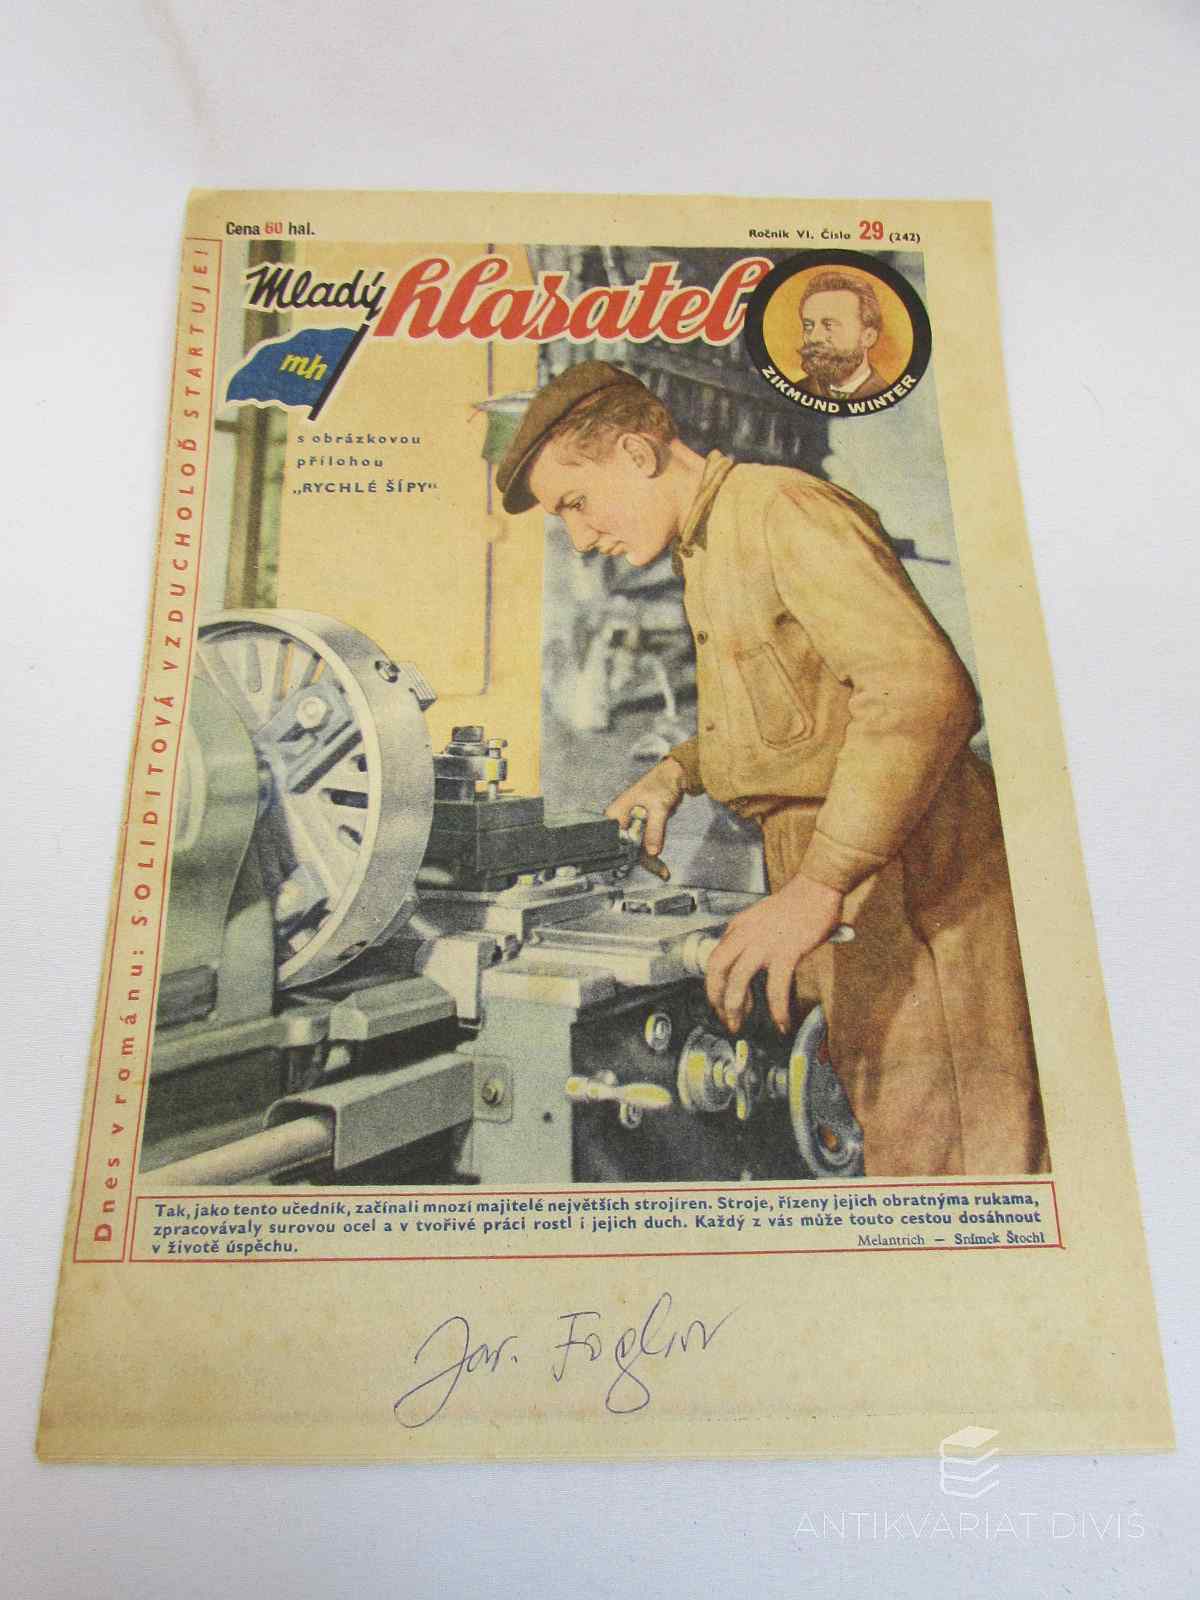 Cena 60 hal.
Ročník VI. Číslo 29 (242)
Mladý hlasatel
mh
ZIKMUND WINTER
s obrázkovou
přílohou
„RYCHLÉ ŠÍPY“
Dnes v románu: SOLIDITOVÁ VZDUCHOLOĎ STARTUJE!
Tak, jako tento učedník, začínali mnozí majitelé největších strojíren. Stroje, řízeny jejich obratnýma rukama,
zpracovávaly surovou ocel a v tvořivé práci rostl i jejich duch. Každý z vás může touto cestou dosáhnout
v životě úspěchu.
Melantrich — Snímek Štochl
Jar. Foglar
ANTIKVARIAT DIVIS